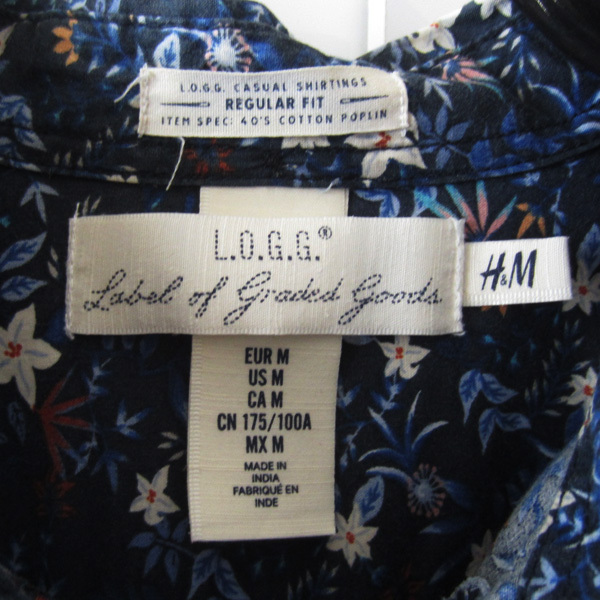 L.O.G.G. CASUAL SHIRTINGS
REGULAR FIT
ITEM SPEC: 40'S COTTON POPLIN
L.O.G.G.®
Label of Graded Goods
H&M
EUR M
US M
CA M
CN 175/100A
MX M
MADE IN
INDIA
FABRIQUÉ EN
INDE